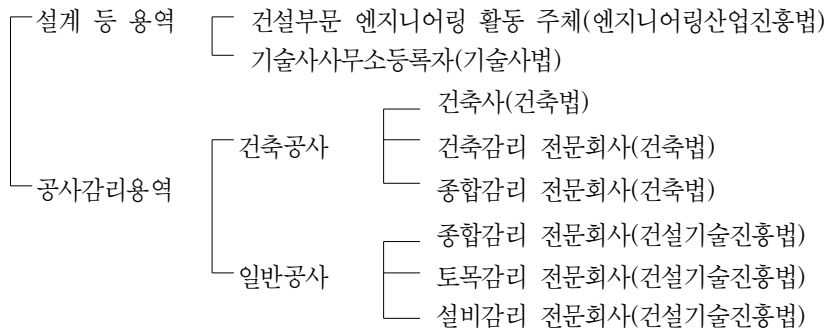 설계 등 용역
건설부문 엔지니어링 활동 주체(엔지니어링산업진흥법)
기술사사무소등록자(기술사법)
공사감리용역
건축공사
건축사(건축법)
건축감리 전문회사(건축법)
종합감리 전문회사(건축법)
일반공사
종합감리 전문회사(건설기술진흥법)
토목감리 전문회사(건설기술진흥법)
설비감리 전문회사(건설기술진흥법)